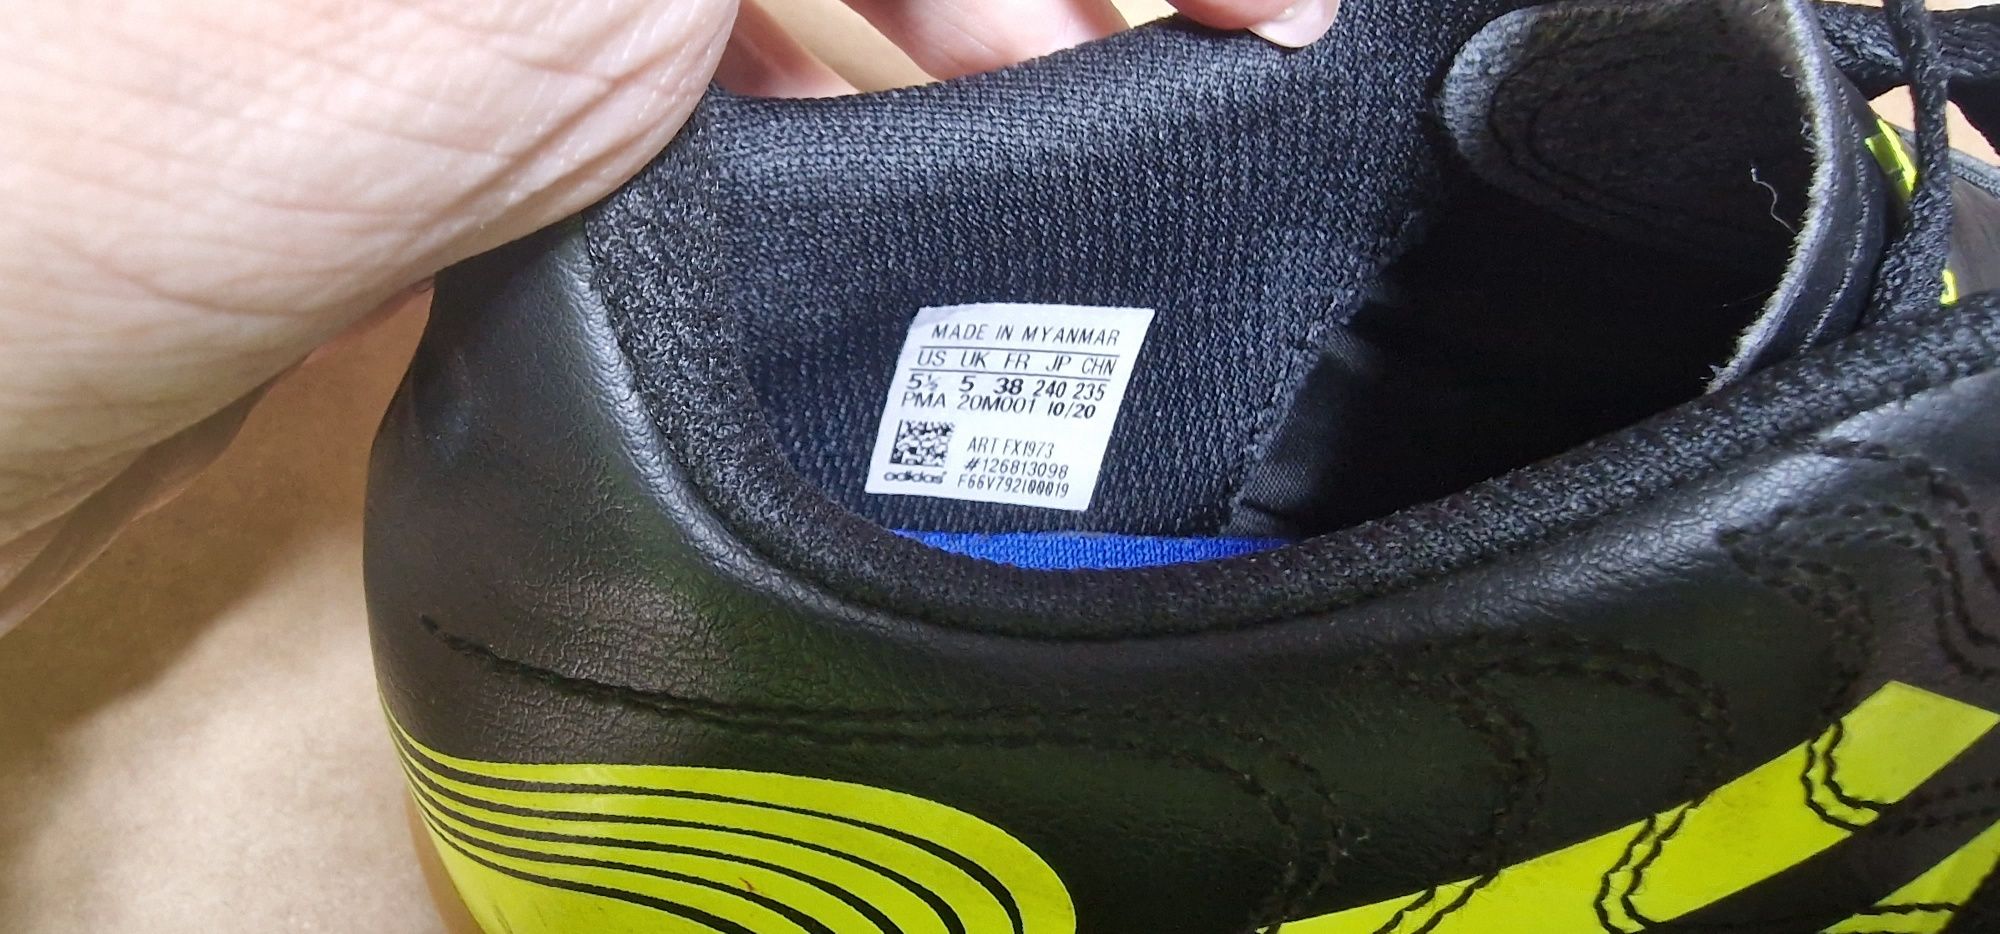 MADE IN MYANMAR
US UK FR JP CHN
5½ 5 38 240 235
PMA 20M001 10/20
ART FX1973
#126813098
F66V792100019
adidas